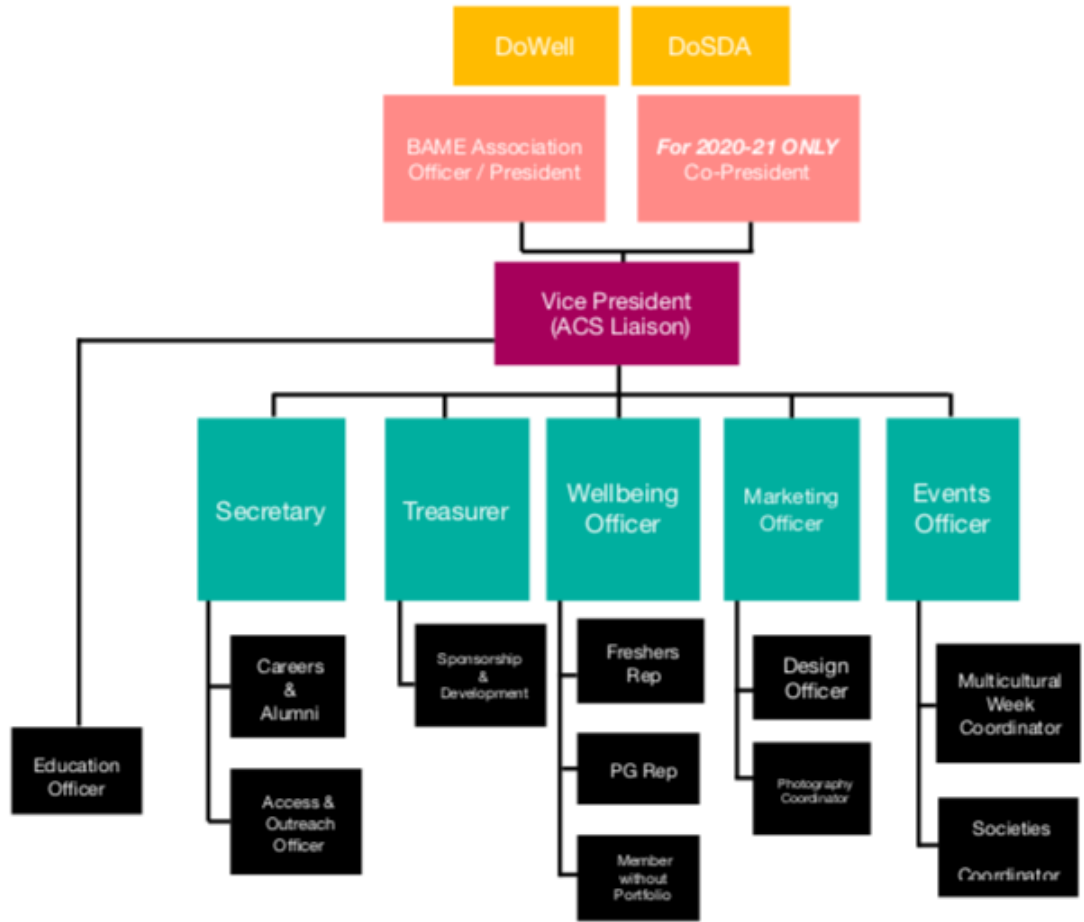 DoWell
DoSDA
BAME Association
Officer / President
For 2020-21 ONLY
Co-President
Vice President
(ACS Liaison)
Secretary
Treasurer
Wellbeing
Officer
Marketing
Officer
Events
Officer
Careers
&
Alumni
Access &
Outreach
Officer
Sponsorship
&
Development
Freshers
Rep
PG Rep
Member
without
Portfolio
Design
Officer
Photography
Coordinator
Multicultural
Week
Coordinator
Societies
Coordinator
Education
Officer